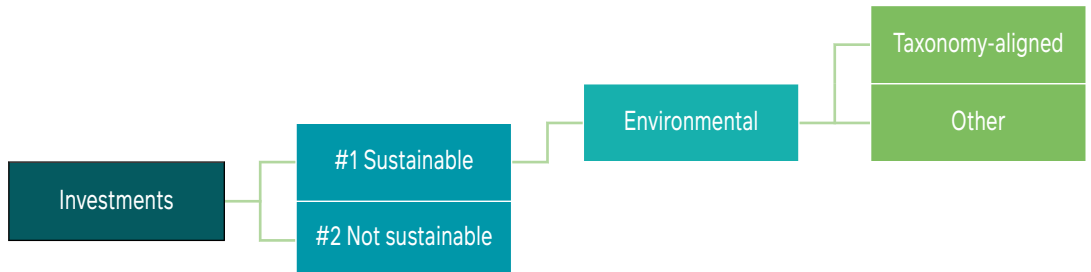 Investments
#1 Sustainable
#2 Not sustainable
Environmental
Taxonomy-aligned
Other